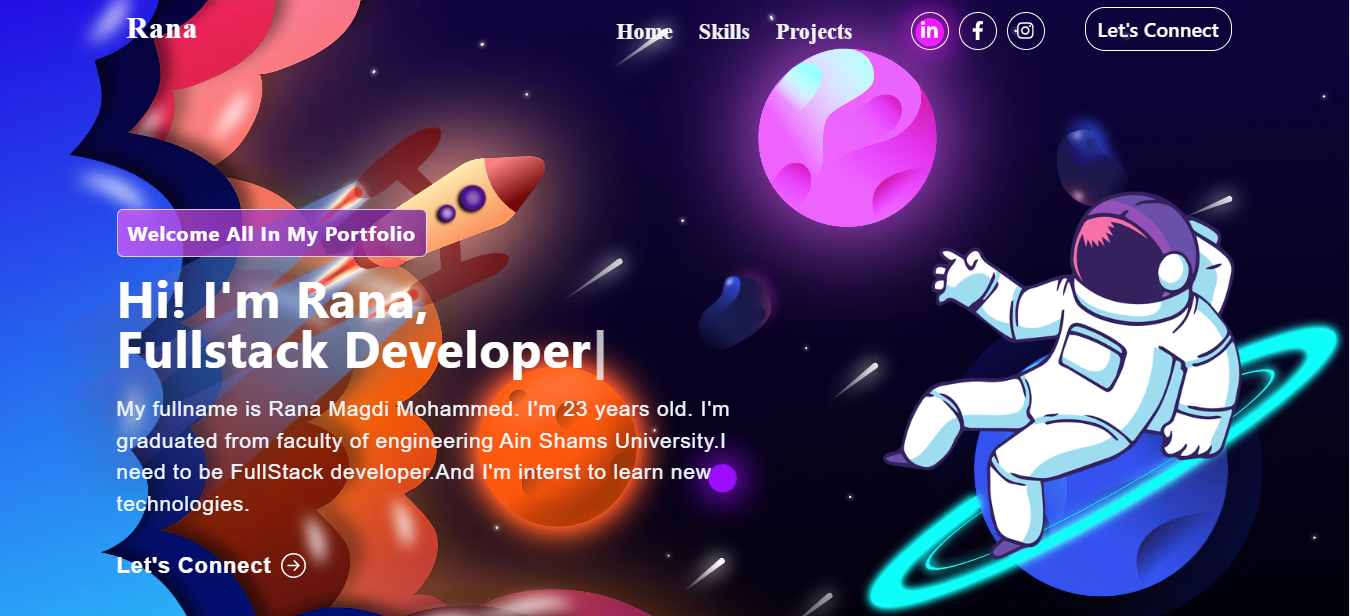 Rana
Home Skills Projects
Let's Connect
Welcome All In My Portfolio
Hi! I'm Rana,
Fullstack Developer|
My fullname is Rana Magdi Mohammed. I'm 23 years old. I'm
graduated from faculty of engineering Ain Shams University.I
need to be FullStack developer.And I'm interst to learn new
technologies.
Let's Connect